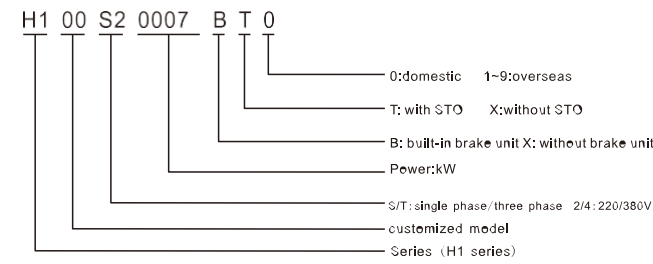 H1 00 S2 0007 B T 0
0:domestic 1~9:overseas
T: with STO X:without STO
B: built-in brake unit X: without brake unit
Power:kW
S/T: single phase/three phase 2/4: 220/380V
customized model
Series (H1 series)